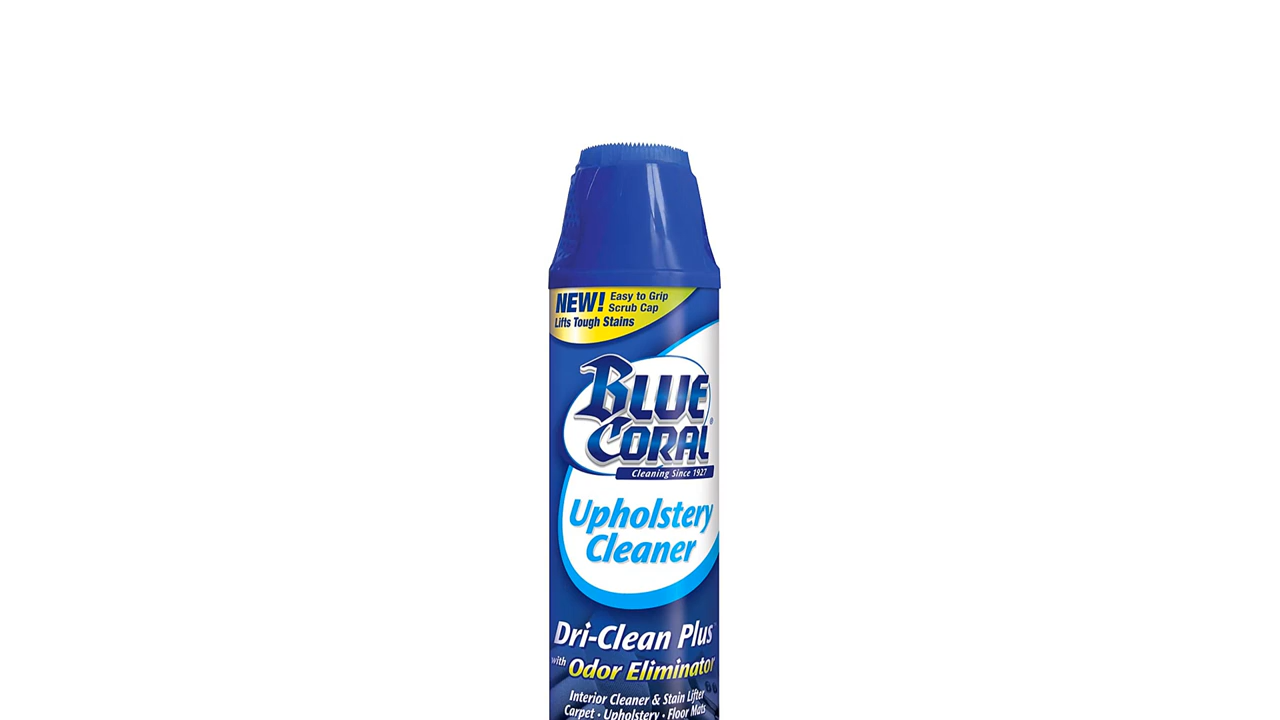 NEW! Easy to Grip
Scrub Cap
Lifts Tough Stains
BLUE
CORAL®
Cleaning Since 1927
Upholstery
Cleaner
Dri-Clean Plus™
with Odor Eliminator
Interior Cleaner & Stain Lifter
Carpet · Upholstery · Floor Mats